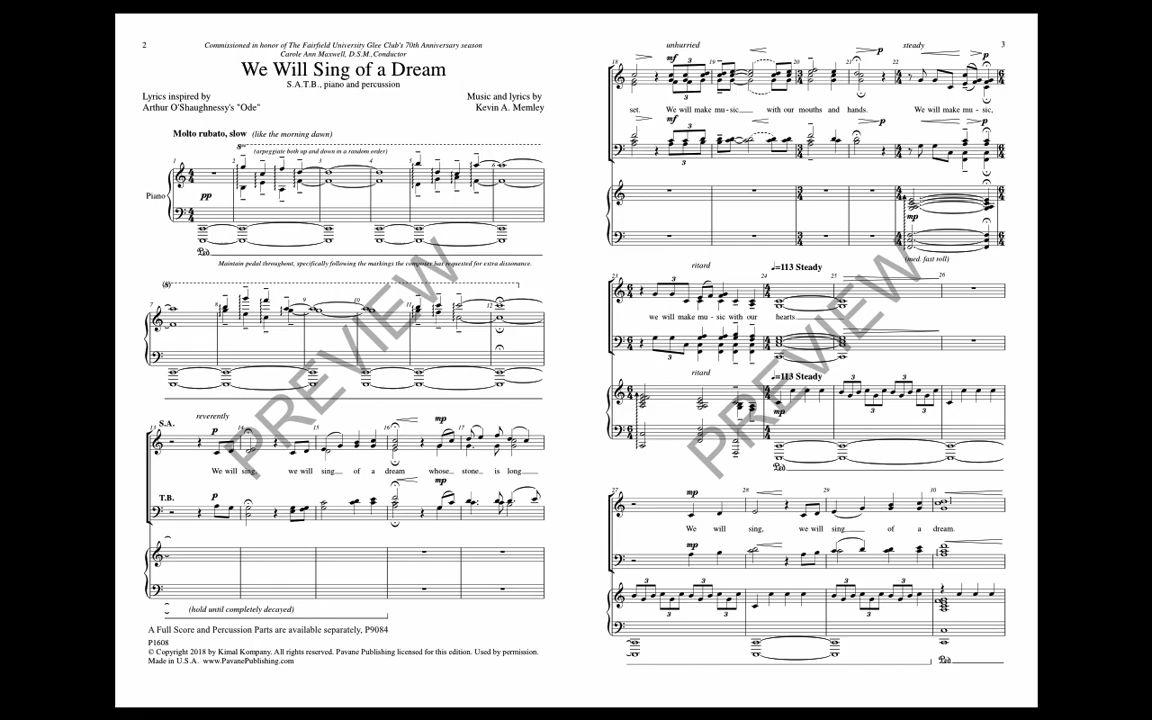 2
Commissioned in honor of The Fairfield University Glee Club's 70th Anniversary season
Carole Ann Maxwell, D.S.M.,Conductor
We Will Sing of a Dream
S.A.T.B., piano and percussion
Lyrics inspired by
Arthur O'Shaughnessy's "Ode"
Music and lyrics by
Kevin A. Memley
Molto rubato, slow (like the morning dawn)
(arpeggiate both up and down in a random order)
Piano
pp
Ped
Maintain pedal throughout, specifically following the markings the composer has requested for extra dissonance.
reverently
S.A.
p
mp
We will sing, we will sing of a dream whose stone is long
T.B.
p
mp
(hold until completely decayed)
A Full Score and Percussion Parts are available separately, P9084
P1608
© Copyright 2018 by Kimal Kompany. All rights reserved. Pavane Publishing licensed for this edition. Used by permission.
Made in U.S.A. www.PavanePublishing.com
PREVIEW
3
unhurried
steady
mf
p
set. We will make mu-sic with our mouths and hands. We will make mu-sic,
mf
p
mp
(med. fast roll)
ritard
♩=113 Steady
we will make mu-sic with our hearts
ritard
♩=113 Steady
mp
Ped
mp
We will sing, we will sing of a dream.
mp
Ped
PREVIEW